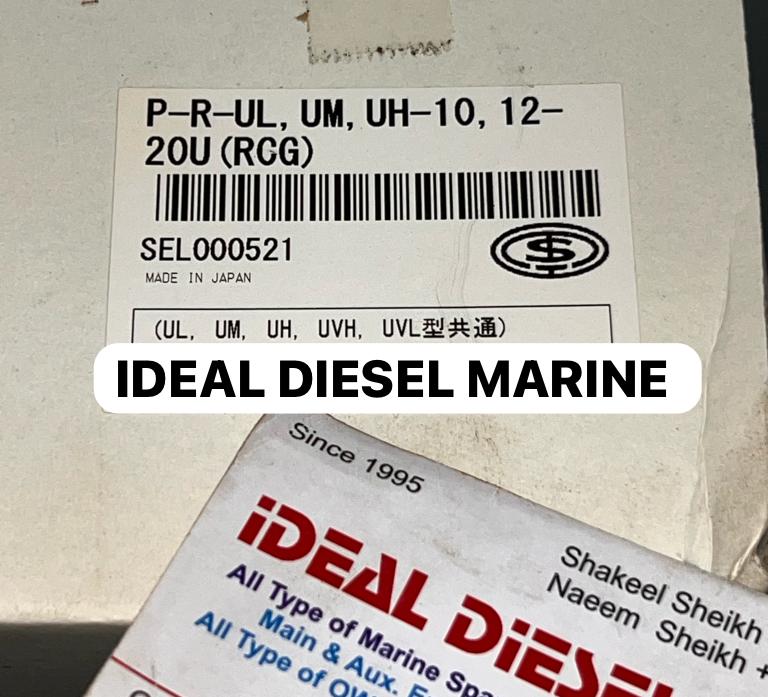 P-R-UL, UM, UH-10, 12-
20U (RCG)
SEL000521
MADE IN JAPAN
(UL, UM, UH, UVH, UVL型共通)
IDEAL DIESEL MARINE
Since 1995
iDEAL DiESEL
Shakeel Sheikh
Naeem Sheikh +
All Type of Marine
Main & Aux.
All Type of